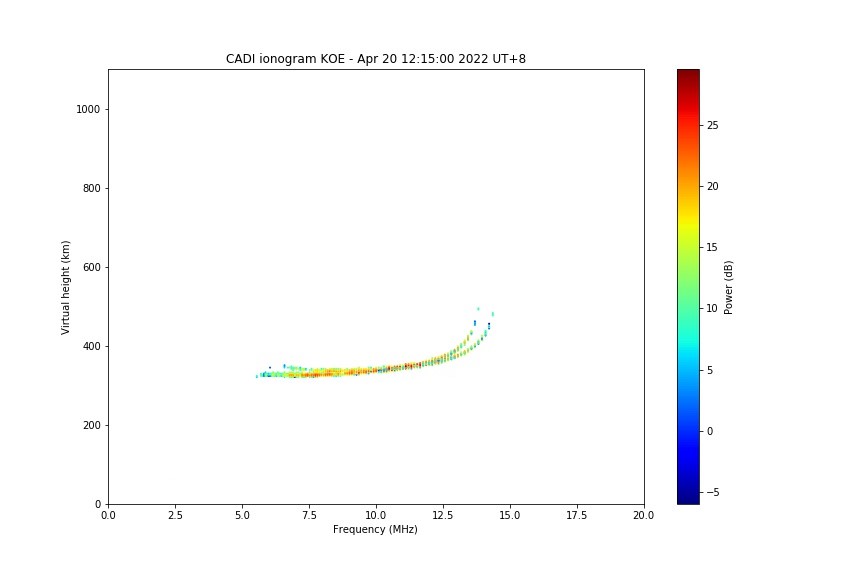 CADI ionogram KOE - Apr 20 12:15:00 2022 UT+8
1000
800
600
400
200
0
Virtual height (km)
0.0 2.5 5.0 7.5 10.0 12.5 15.0 17.5 20.0
Frequency (MHz)
25
20
15
10
5
0
−5
Power (dB)